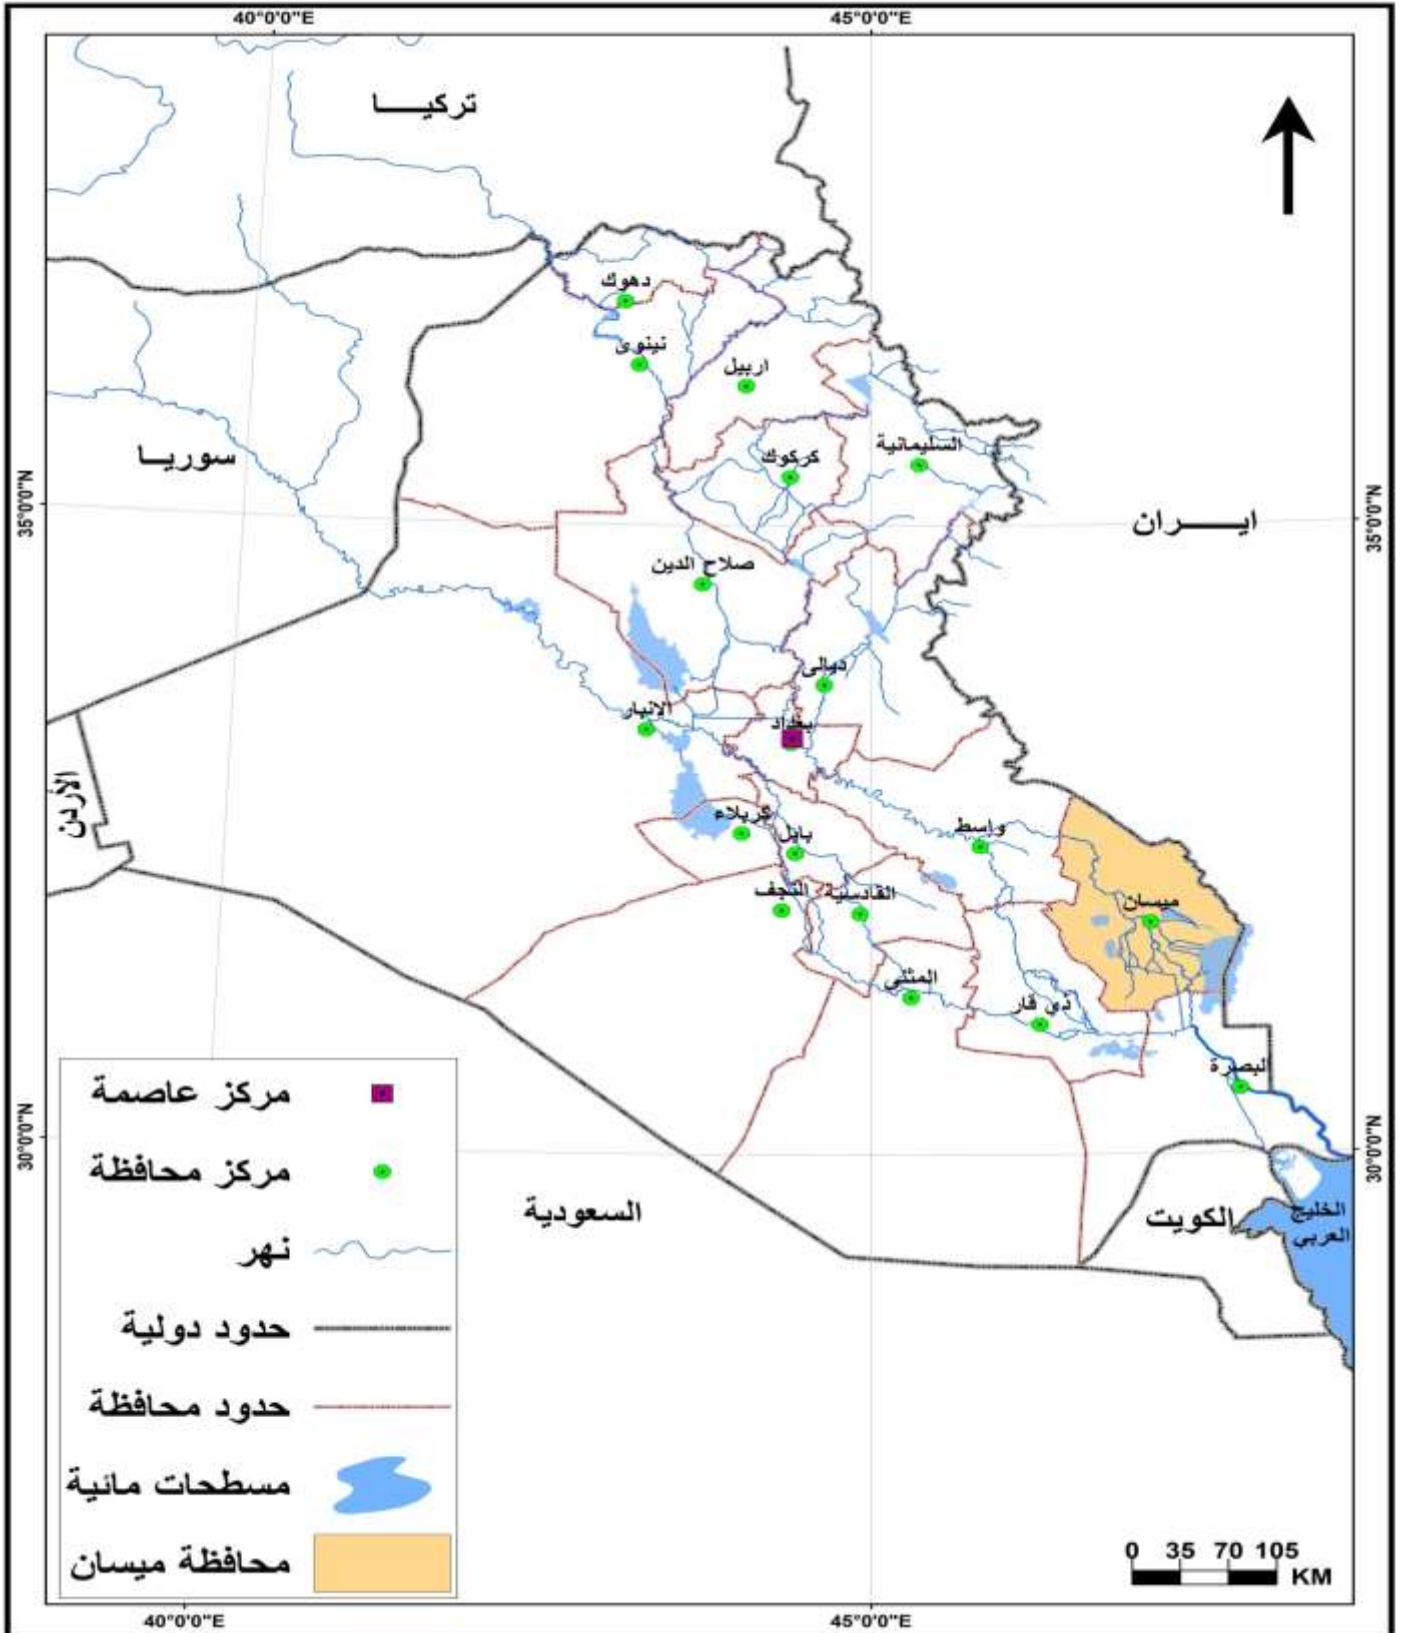 40°0'0"E
45°0'0"E
تركيـــا
دهوك
نينوى
اربيل
السليمانية
كركوك
سوريـا
35°0'0"N
35°0'0"N
ايـــران
صلاح الدين
ديالى
الانبار
بغداد
الأردن
كربلاء
بابل
واسط
النجف
القادسية
ميسان
المثنى
ذي قار
البصرة
30°0'0"N
30°0'0"N
السعودية
الكويت
الخليج
العربي
مركز عاصمة
مركز محافظة
نهر
حدود دولية
حدود محافظة
مسطحات مائية
محافظة ميسان
0 35 70 105
KM
40°0'0"E
45°0'0"E